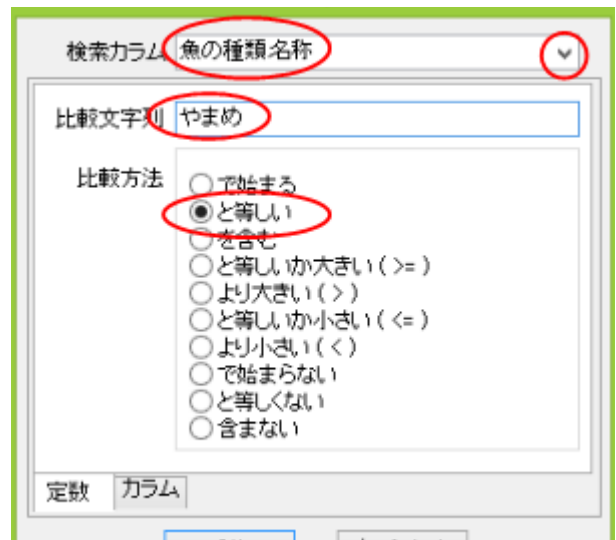 検索カラム 魚の種類名称
比較文字列 やまめ
比較方法
で始まる
と等しい
を含む
と等しいか大きい(>=)
より大きい(>)
と等しいか小さい(<=)
より小さい(<)
で始まらない
と等しくない
含まない
定数 カラム